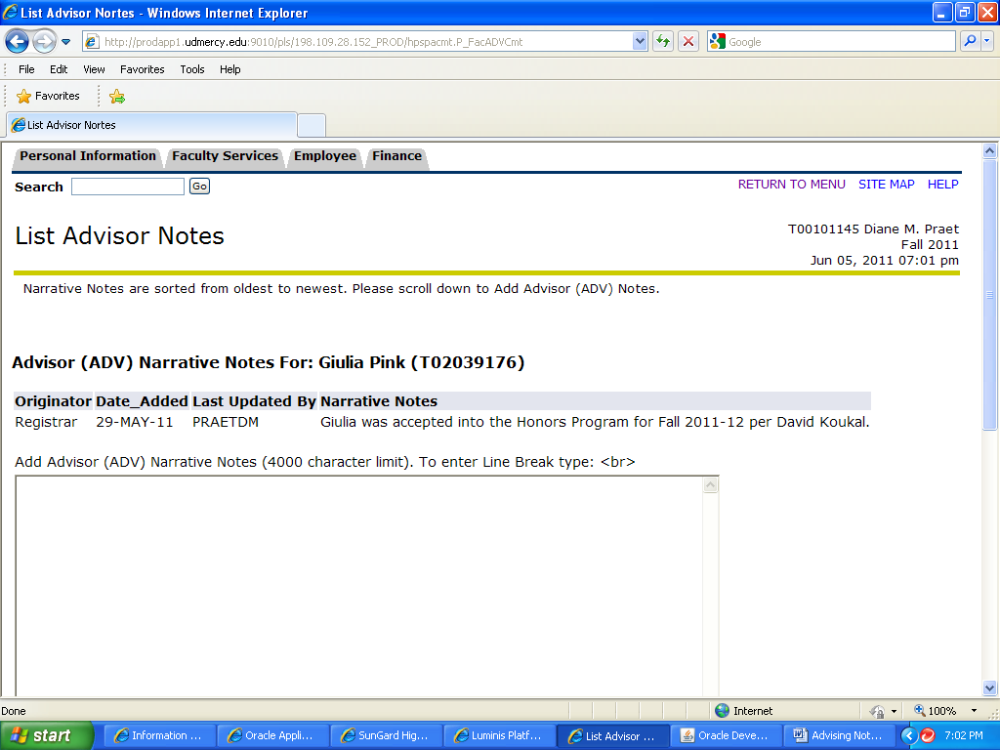 List Advisor Nortes - Windows Internet Explorer
http://prodapp1.udmercy.edu:9010/pls/198.109.28.152_PROD/hpspacmt.P_FacADVCmt
Google
File Edit View Favorites Tools Help
Favorites
List Advisor Nortes
Personal Information Faculty Services Employee Finance
Search Go RETURN TO MENU SITE MAP HELP
List Advisor Notes
T00101145 Diane M. Praet
Fall 2011
Jun 05, 2011 07:01 pm
Narrative Notes are sorted from oldest to newest. Please scroll down to Add Advisor (ADV) Notes.
Advisor (ADV) Narrative Notes For: Giulia Pink (T02039176)
Originator Date_Added Last Updated By Narrative Notes
Registrar 29-MAY-11 PRAETDM Giulia was accepted into the Honors Program for Fall 2011-12 per David Koukal.
Add Advisor (ADV) Narrative Notes (4000 character limit). To enter Line Break type: <br>
Done Internet 100%
start Information ... Oracle Appli... SunGard Hig... Luminis Platf... List Advisor ... Oracle Deve... Advising Not... 7:02 PM